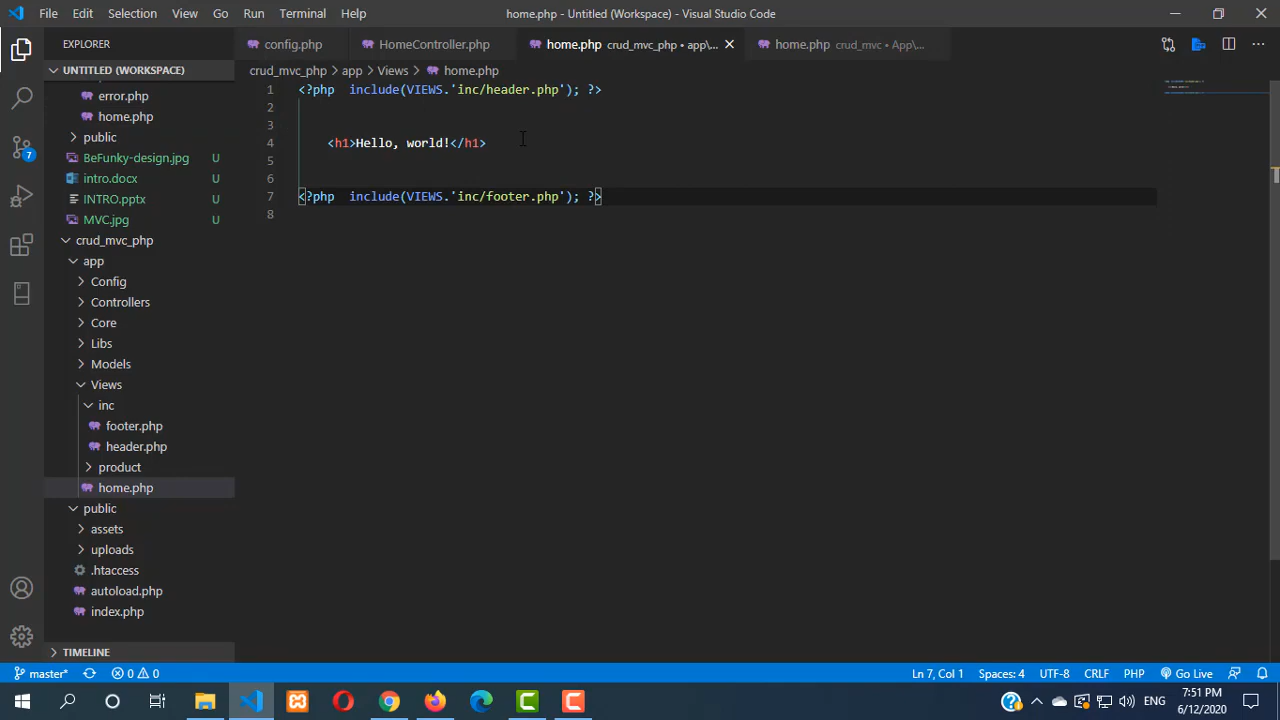 File Edit Selection View Go Run Terminal Help
home.php - Untitled (Workspace) - Visual Studio Code
EXPLORER
config.php
HomeController.php
home.php crud_mvc_php • app\...
home.php crud_mvc • App\...
UNTITLED (WORKSPACE)
crud_mvc_php > app > Views > home.php
error.php
home.php
public
BeFunky-design.jpg U
intro.docx U
INTRO.pptx U
MVC.jpg U
crud_mvc_php
app
Config
Controllers
Core
Libs
Models
Views
inc
footer.php
header.php
product
home.php
public
assets
uploads
.htaccess
autoload.php
index.php
TIMELINE
1 <?php include(VIEWS.'inc/header.php'); ?>
2
3
4 <h1>Hello, world!</h1>
5
6
7 <?php include(VIEWS.'inc/footer.php'); ?>
8
7
master* 0 0
Ln 7, Col 1 Spaces: 4 UTF-8 CRLF PHP Go Live
ENG
7:51 PM
6/12/2020